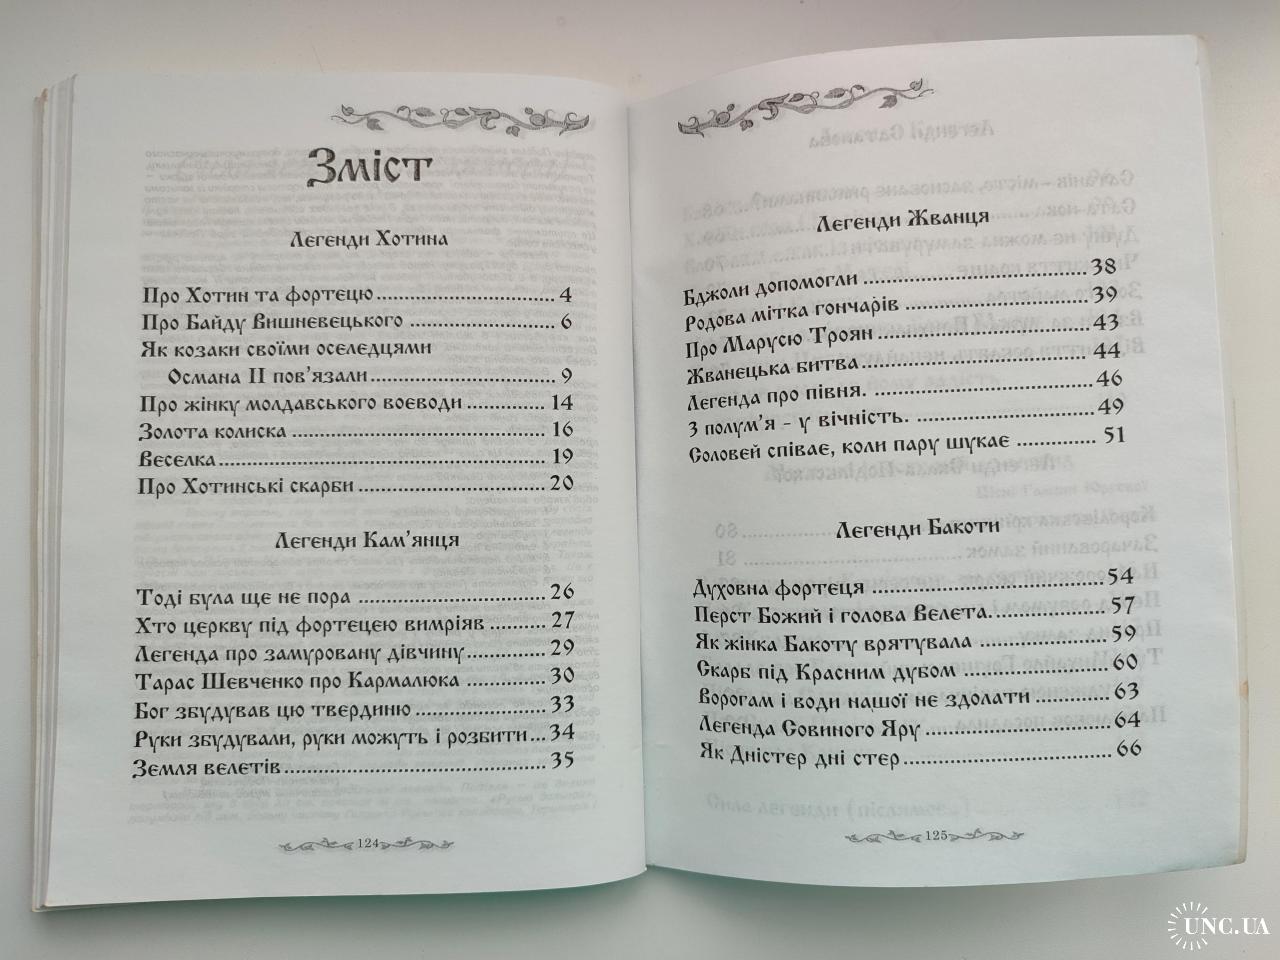 Зміст
Легенди Хотина
Про Хотин та фортецю.......................... 4
Про Байду Вишневецького ..................... 6
Як козаки своїми оселедцями
Османа ІІ пов'язали........................... 9
Про жінку молдавського воєводи ............ 14
Золота колиска ..................................... 16
Веселка................................................ 19
Про Хотинські скарби ........................... 20
Легенди Кам'янця
Тоді була ще не пора ............................ 26
Хто церкву під фортецею вимріяв .......... 27
Легенда про замуровану дівчину............. 29
Тарас Шевченко про Кармалюка ............. 30
Бог збудував цю твердиню .................... 33
Руки збудували, руки можуть і розбити... 34
Земля велетів....................................... 35
124
Легенди Жванця
Бджоли допомогли ............................... 38
Родова мітка гончарів ........................... 39
Про Марусю Троян ................................ 43
Жванецька битва................................... 44
Легенда про півня. ................................ 46
З полум'я - у вічність. ........................... 49
Соловей співає, коли пару шукає ............ 51
Легенди Бакоти
Духовна фортеця .................................. 54
Перст Божий і голова Велета.................. 57
Як жінка Бакоту врятувала ..................... 59
Скарб під Красним дубом ...................... 60
Ворогам і води нашої не здолати ............ 63
Легенда Совиного Яру ........................... 64
Як Дністер дні стер................................ 66
125
UNC.UA